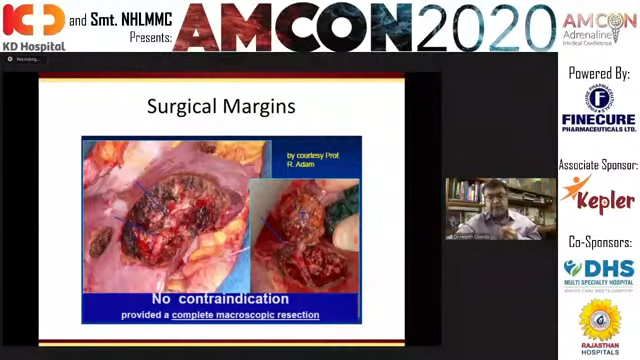 KD and Smt. NHLMMC
KD Hospital
Presents:
AMCON2020
AMCON
Adrenaline
Medical Conference
Recording...
Surgical Margins
by courtesy Prof.
R. Adam
No contraindication
provided a complete macroscopic resection
Powered By:
FINECURE
PHARMACEUTICALS LTD.
Associate Sponsor:
Kepler
Co-Sponsors:
DHS
MULTI SPECIALITY HOSPITAL
RAJASTHAN
HOSPITALS